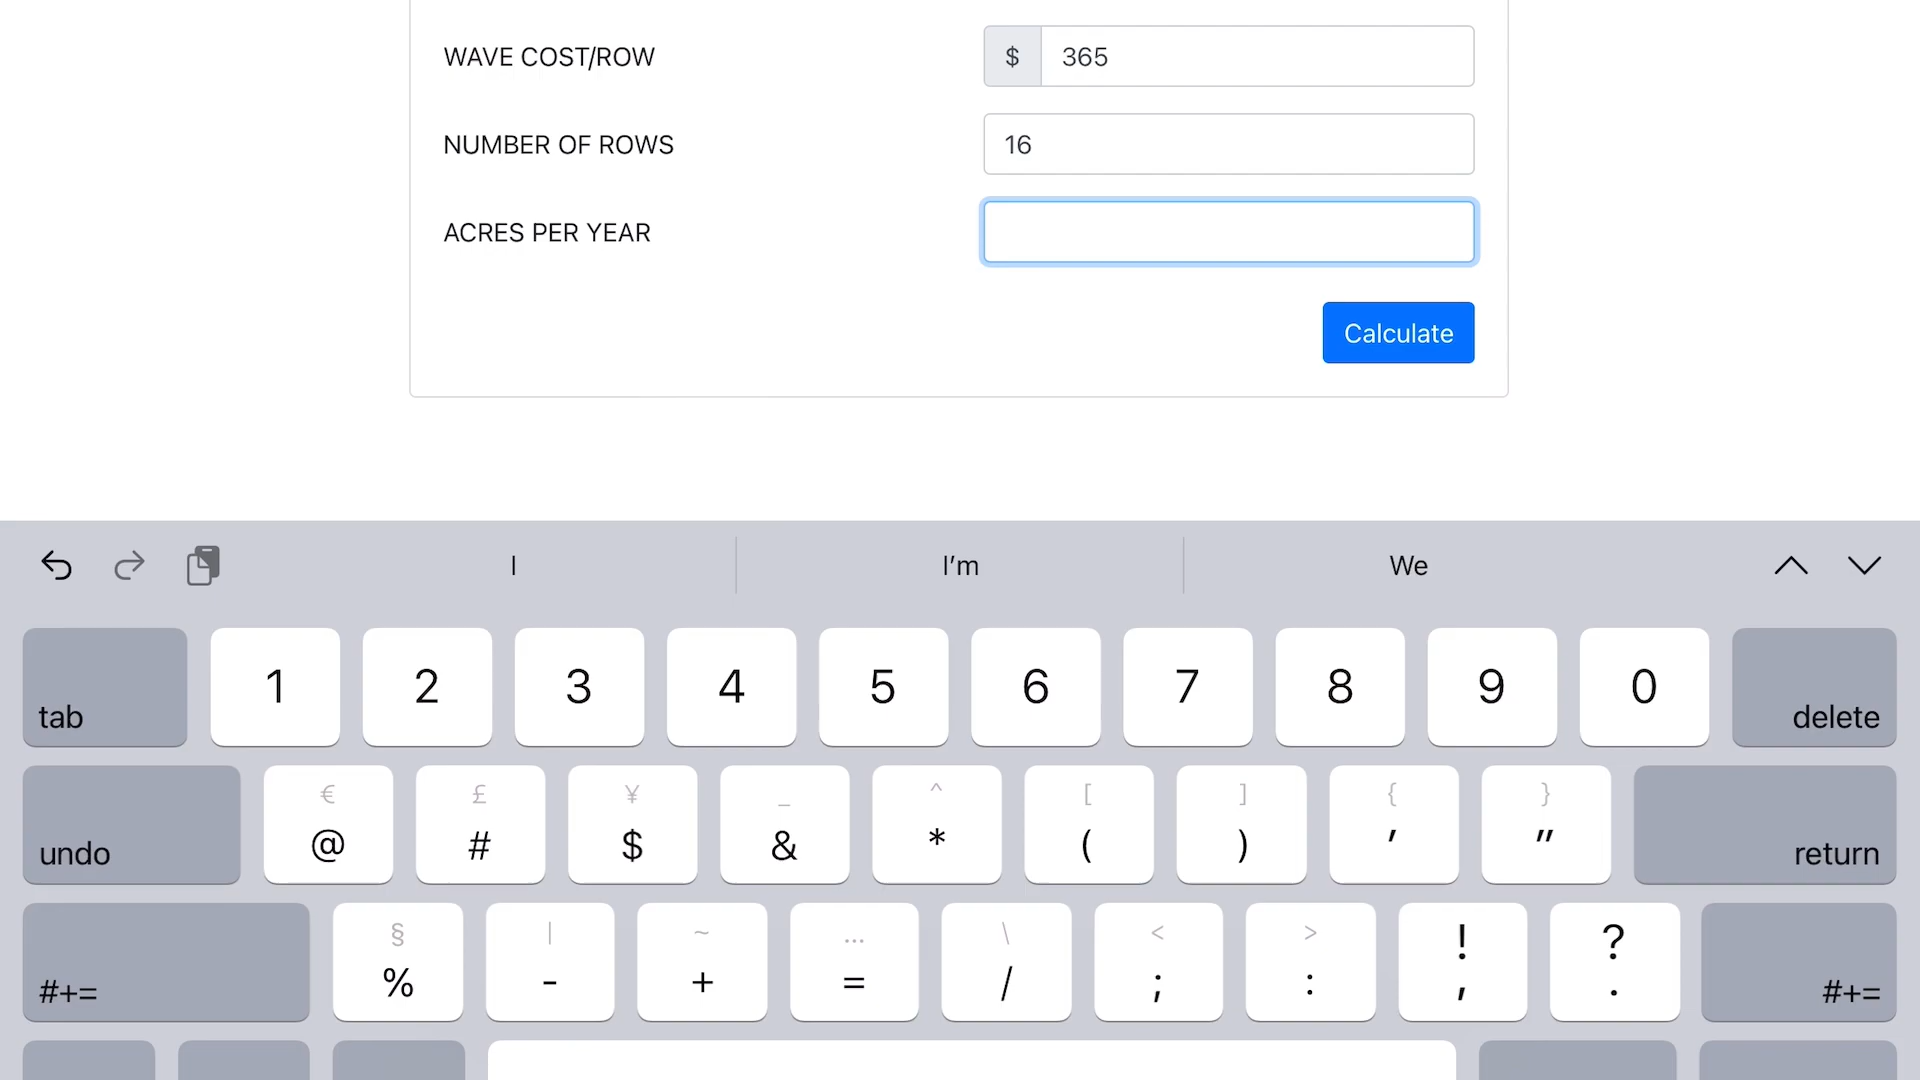 WAVE COST/ROW $ 365
NUMBER OF ROWS 16
ACRES PER YEAR
Calculate
I I’m We
tab 1 2 3 4 5 6 7 8 9 0 delete
€ £ ¥ _ ^ [ ] { }
undo @ # $ & * ( ) ' " return
§ | ~ … \ < > ! ?
#+= % - + = / ; : , . #+=